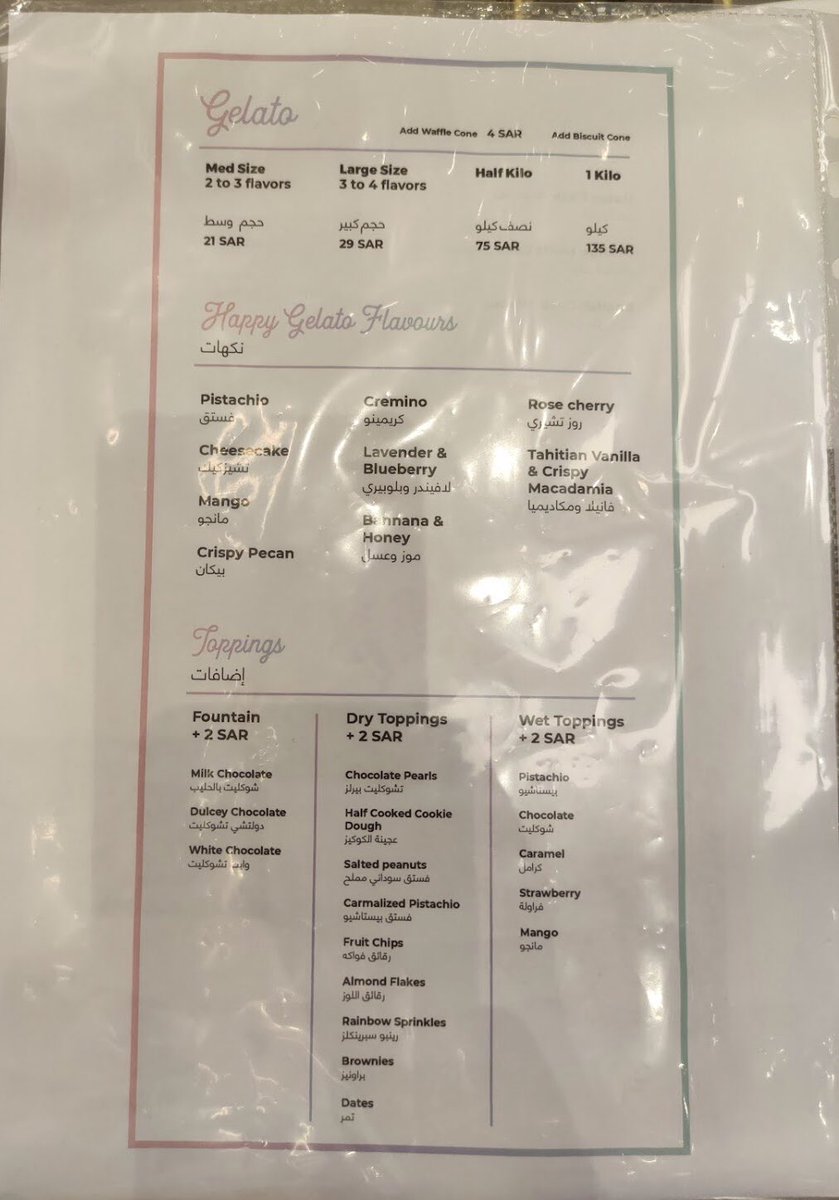 Gelato
Add Waffle Cone 4 SAR Add Biscuit Cone
Med Size
2 to 3 flavors
حجم وسط
21 SAR
Large Size
3 to 4 flavors
حجم كبير
29 SAR
Half Kilo
نصف كيلو
75 SAR
1 Kilo
كيلو
135 SAR
Happy Gelato Flavours
نكهات
Pistachio
فستق
Cheesecake
تشيزكيك
Mango
مانجو
Crispy Pecan
بيكان
Cremino
كريمينو
Lavender &
Blueberry
لافيندر وبلوبيري
Bannana &
Honey
موز وعسل
Rose cherry
روز تشيري
Tahitian Vanilla
& Crispy
Macadamia
فانيلا ومكاديميا
Toppings
إضافات
Fountain
+ 2 SAR
Milk Chocolate
شوكليت بالحليب
Dulcey Chocolate
دولتشي تشوكليت
White Chocolate
وايت تشوكليت
Dry Toppings
+ 2 SAR
Chocolate Pearls
تشوكليت بيرلز
Half Cooked Cookie
Dough
عجينة الكوكيز
Salted peanuts
فستق سوداني مملح
Carmalized Pistachio
فستق بيستاشيو
Fruit Chips
رقائق فواكه
Almond Flakes
رقائق اللوز
Rainbow Sprinkles
رينبو سبرينكلز
Brownies
براونيز
Dates
تمر
Wet Toppings
+ 2 SAR
Pistachio
بيستاشيو
Chocolate
شوكليت
Caramel
كرامل
Strawberry
فراولة
Mango
مانجو